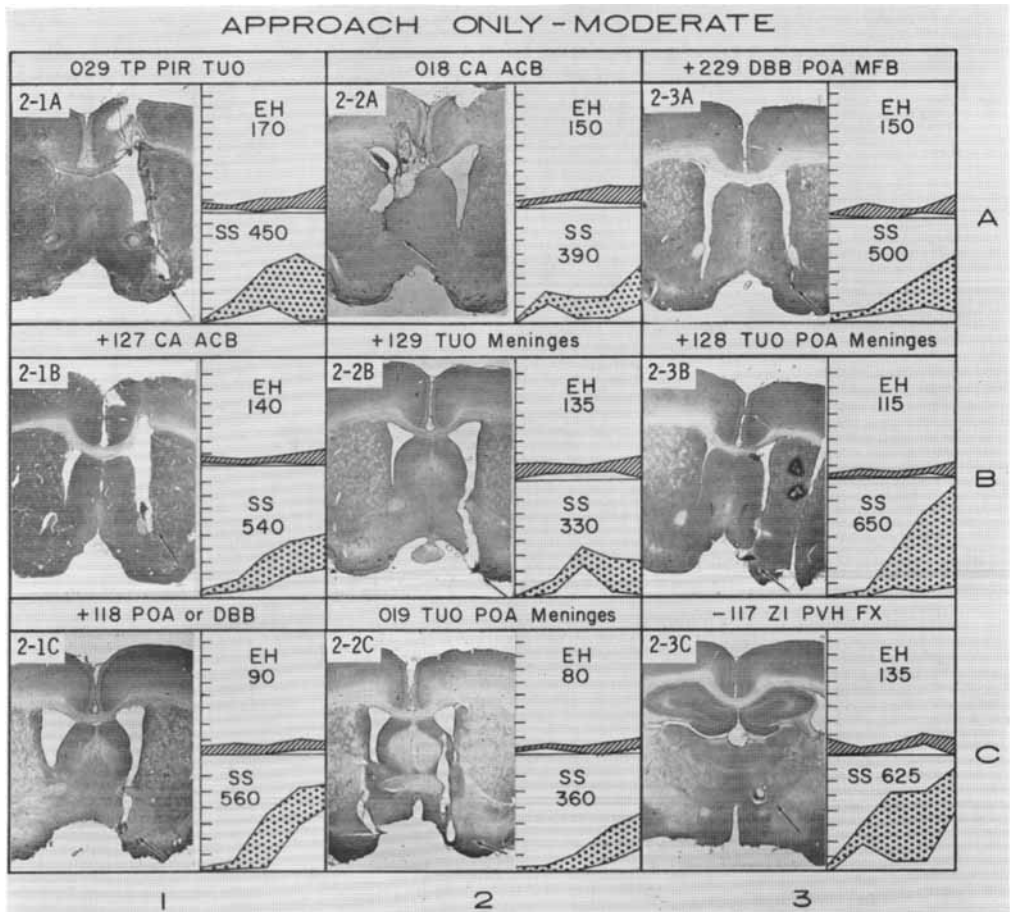 APPROACH ONLY-MODERATE
029 TP PIR TUO
018 CA ACB
+229 DBB POA MFB
2-1A
EH
170
SS 450
2-2A
EH
150
SS
390
2-3A
EH
150
SS
500
A
+127 CA ACB
+129 TUO Meninges
+128 TUO POA Meninges
2-1B
EH
140
SS
540
2-2B
EH
135
SS
330
2-3B
EH
115
SS
650
B
+118 POA or DBB
019 TUO POA Meninges
-117 ZI PVH FX
2-1C
EH
90
SS
560
2-2C
EH
80
SS
360
2-3C
EH
135
SS 625
C
1
2
3